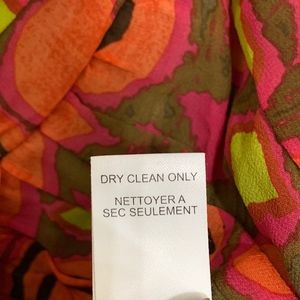 DRY CLEAN ONLY
NETTOYER A
SEC SEULEMENT